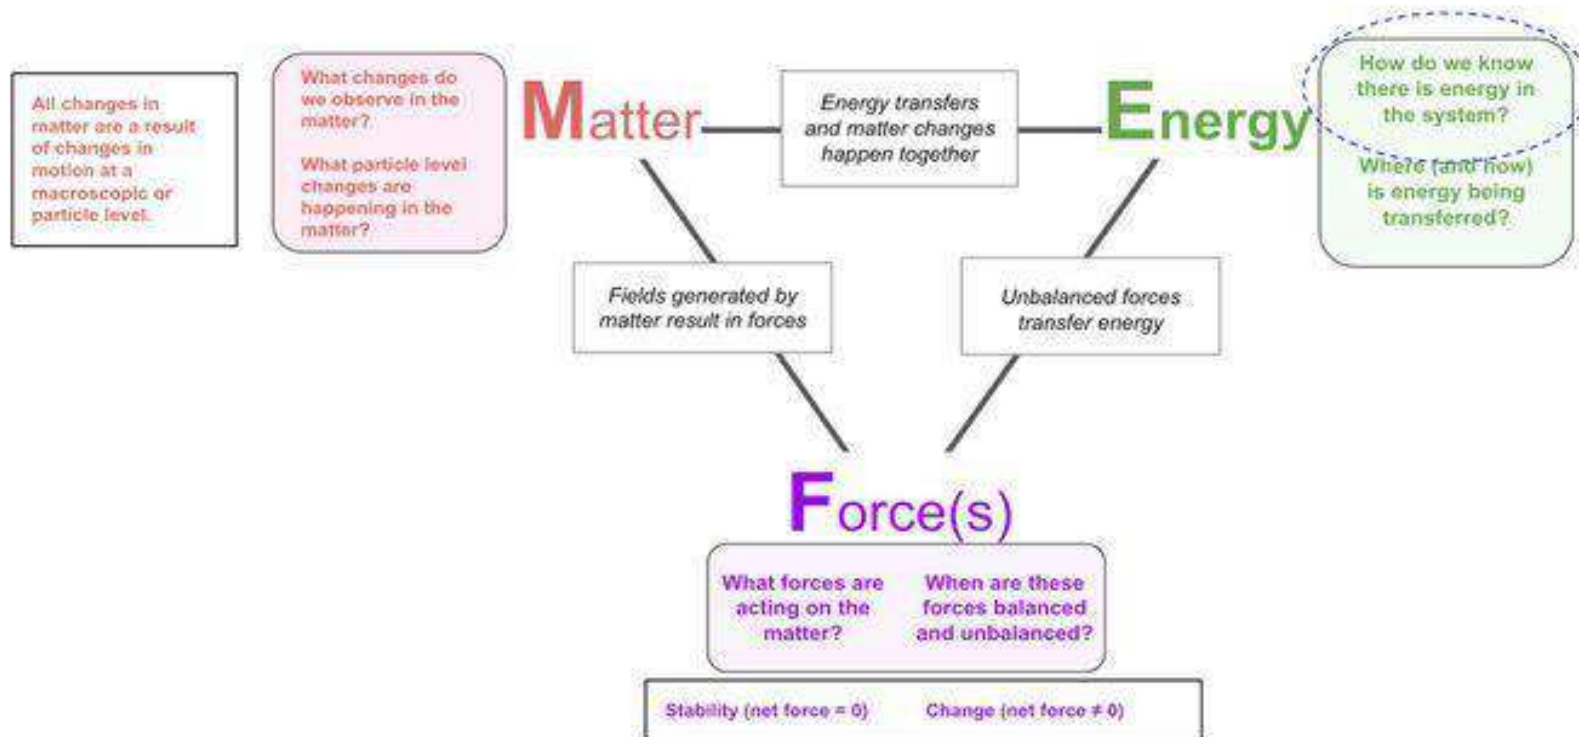 All changes in
matter are a result
of changes in
motion at a
macroscopic or
particle level.
What changes do
we observe in the
matter?
What particle level
changes are
happening in the
matter?
Matter
Energy transfers
and matter changes
happen together
Energy
How do we know
there is energy in
the system?
Where (and how)
is energy being
transferred?
Fields generated by
matter result in forces
Unbalanced forces
transfer energy
Force(s)
What forces are
acting on the
matter?
When are these
forces balanced
and unbalanced?
Stability (net force = 0)
Change (net force ≠ 0)